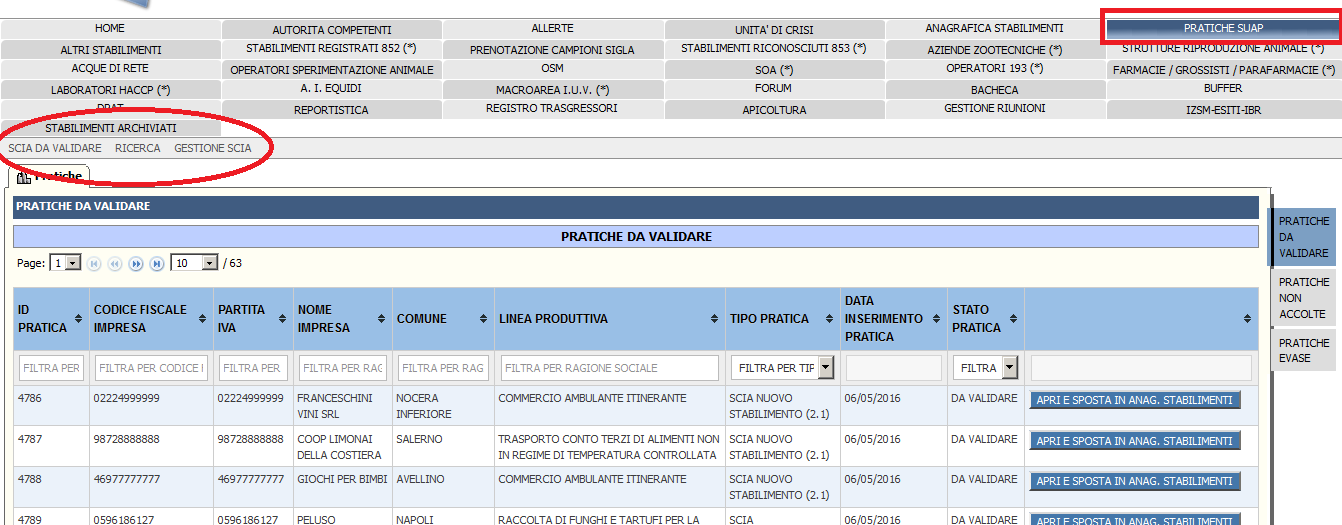 HOME AUTORITA COMPETENTI ALLERTE UNITA' DI CRISI ANAGRAFICA STABILIMENTI PRATICHE SUAP
ALTRI STABILIMENTI STABILIMENTI REGISTRATI 852 (*) PRENOTAZIONE CAMPIONI SIGLA STABILIMENTI RICONOSCIUTI 853 (*) AZIENDE ZOOTECNICHE (*) STRUTTURE RIPRODUZIONE ANIMALE (*)
ACQUE DI RETE OPERATORI SPERIMENTAZIONE ANIMALE OSM SOA (*) OPERATORI 193 (*) FARMACIE / GROSSISTI / PARAFARMACIE (*)
LABORATORI HACCP (*) A. I. EQUIDI MACROAREA I.U.V. (*) FORUM BACHECA BUFFER
REPORTISTICA REGISTRO TRASGRESSORI APICOLTURA GESTIONE RIUNIONI IZSM-ESITI-IBR
STABILIMENTI ARCHIVIATI
SCIA DA VALIDARE RICERCA GESTIONE SCIA
Pratiche
PRATICHE DA VALIDARE
PRATICHE DA VALIDARE
Page: 1 10 / 63
ID PRATICA CODICE FISCALE IMPRESA PARTITA IVA NOME IMPRESA COMUNE LINEA PRODUTTIVA TIPO PRATICA DATA INSERIMENTO PRATICA STATO PRATICA
FILTRA PER FILTRA PER CODICE FILTRA PER FILTRA PER RAG FILTRA PER RAG FILTRA PER RAGIONE SOCIALE FILTRA PER TIP FILTRA
4786 02224999999 02224999999 FRANCESCHINI VINI SRL NOCERA INFERIORE COMMERCIO AMBULANTE ITINERANTE SCIA NUOVO STABILIMENTO (2.1) 06/05/2016 DA VALIDARE APRI E SPOSTA IN ANAG. STABILIMENTI
4787 98728888888 98728888888 COOP LIMONAI DELLA COSTIERA SALERNO TRASPORTO CONTO TERZI DI ALIMENTI NON IN REGIME DI TEMPERATURA CONTROLLATA SCIA NUOVO STABILIMENTO (2.1) 06/05/2016 DA VALIDARE APRI E SPOSTA IN ANAG. STABILIMENTI
4788 46977777777 46977777777 GIOCHI PER BIMBI AVELLINO COMMERCIO AMBULANTE ITINERANTE SCIA NUOVO STABILIMENTO (2.1) 06/05/2016 DA VALIDARE APRI E SPOSTA IN ANAG. STABILIMENTI
4789 0596186127 0596186127 PELUSO NAPOLI RACCOLTA DI FUNGHI E TARTUFI PER LA SCIA 06/05/2016 DA VALIDARE APRI E SPOSTA IN ANAG. STABILIMENTI
PRATICHE DA VALIDARE
PRATICHE NON ACCOLTE
PRATICHE EVASE